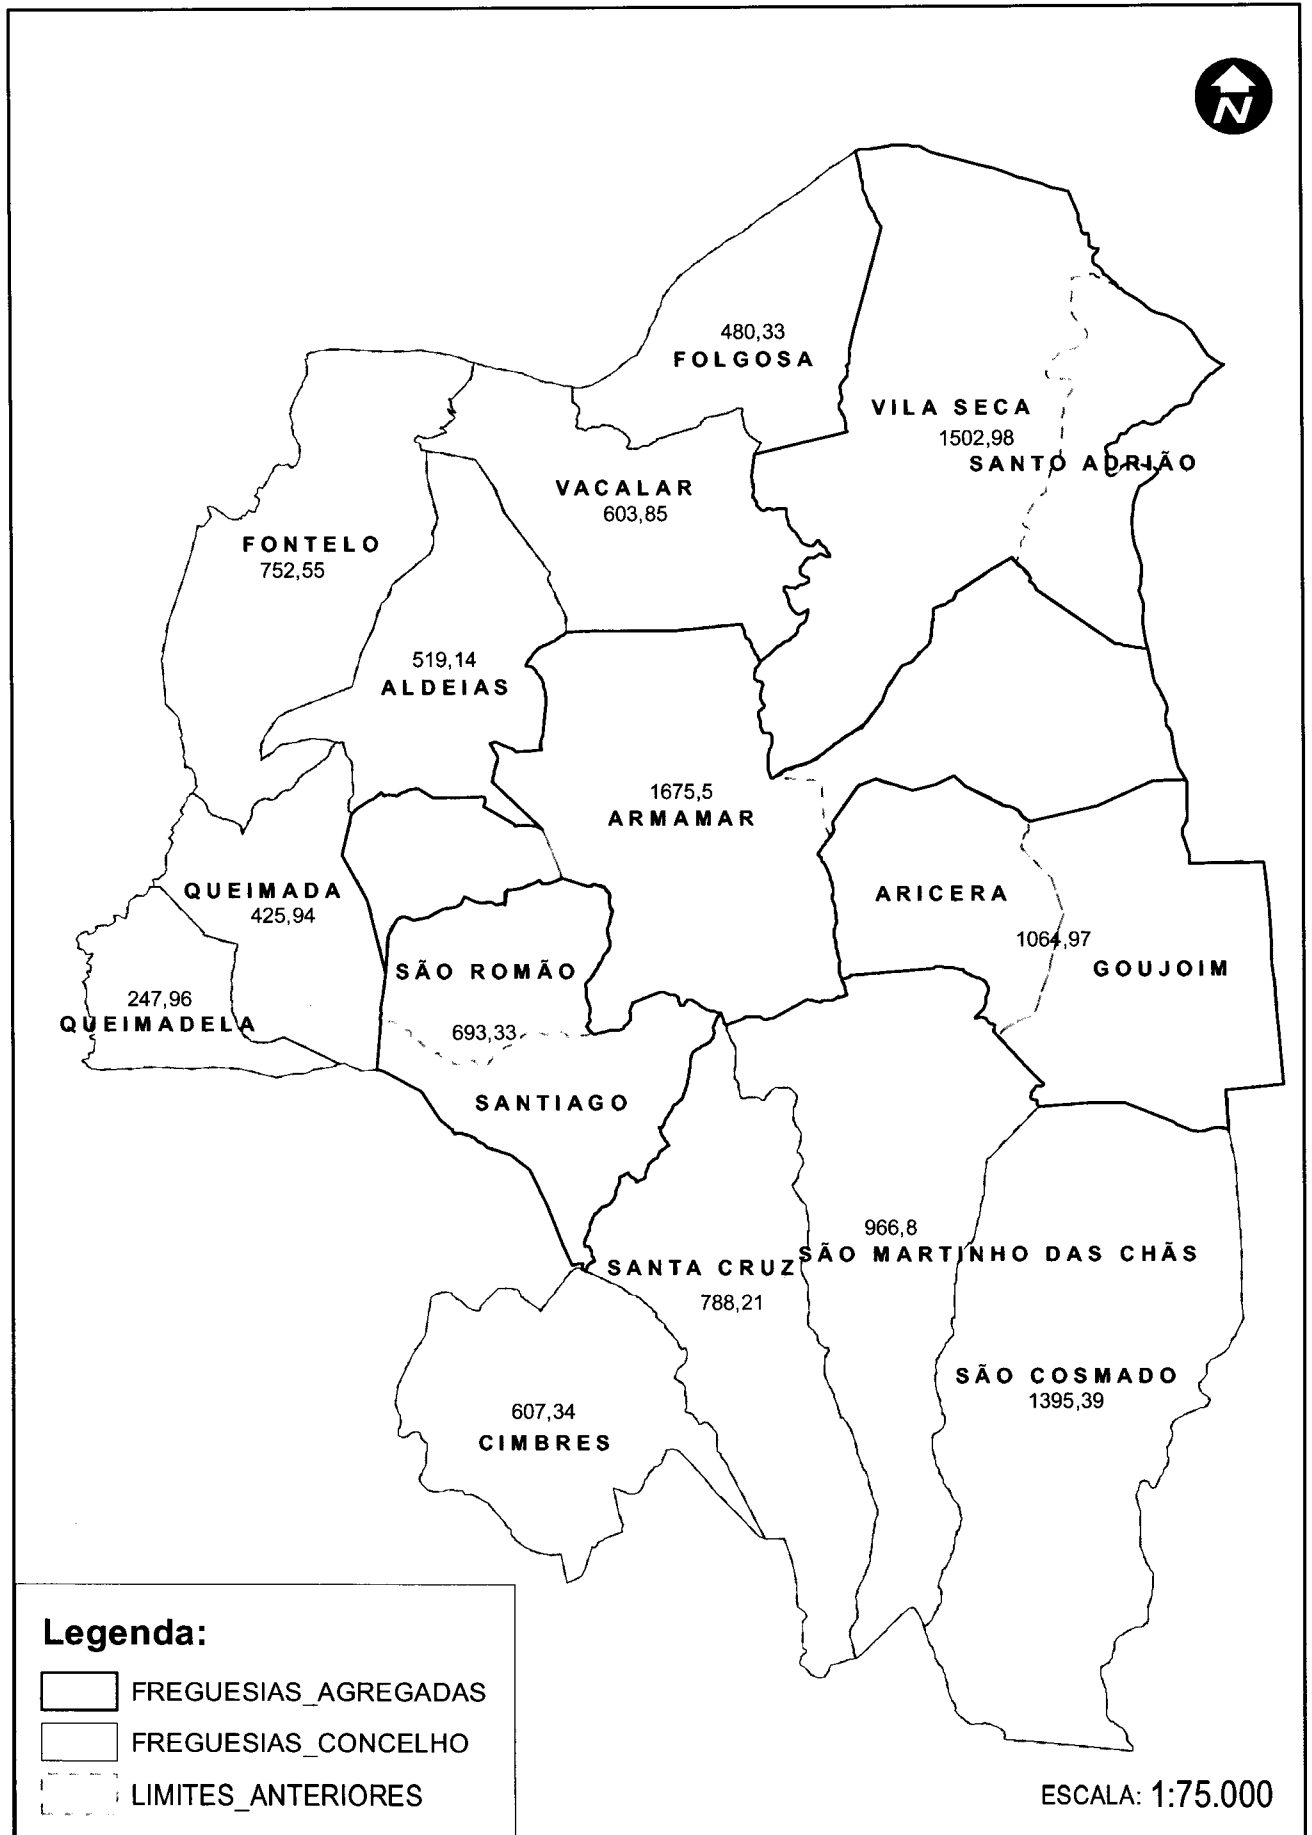 N
480,33
FOLGOSA
VILA SECA
1502,98
SANTO ADRIÃO
VACALAR
603,85
FONTELO
752,55
519,14
ALDEIAS
1675,5
ARMAMAR
QUEIMADA
425,94
ARICERA
1064,97
GOUJOIM
SÃO ROMÃO
247,96
QUEIMADELA
693,33
SANTIAGO
966,8
SÃO MARTINHO DAS CHÃS
SANTA CRUZ
788,21
SÃO COSMADO
1395,39
607,34
CIMBRES
Legenda:
FREGUESIAS_AGREGADAS
FREGUESIAS_CONCELHO
LIMITES_ANTERIORES
ESCALA: 1:75.000